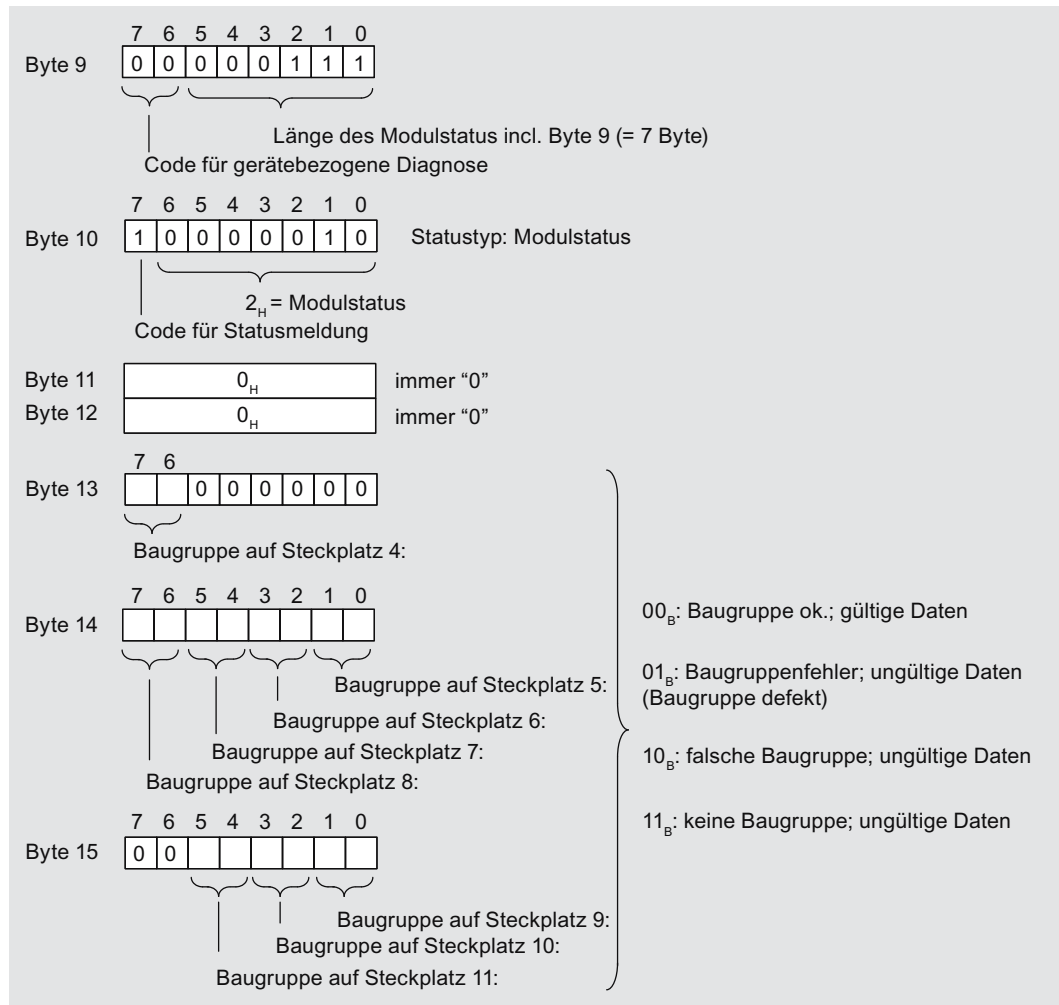 7 6 5 4 3 2 1 0
Byte 9 0 0 0 0 0 1 1 1
Länge des Modulstatus incl. Byte 9 (= 7 Byte)
Code für gerätebezogene Diagnose
7 6 5 4 3 2 1 0
Byte 10 1 0 0 0 0 0 1 0 Statustyp: Modulstatus
2H = Modulstatus
Code für Statusmeldung
Byte 11 0H immer “0”
Byte 12 0H immer “0”
7 6
Byte 13 0 0 0 0 0 0
Baugruppe auf Steckplatz 4:
7 6 5 4 3 2 1 0
Byte 14
Baugruppe auf Steckplatz 5:
Baugruppe auf Steckplatz 6:
Baugruppe auf Steckplatz 7:
Baugruppe auf Steckplatz 8:
7 6 5 4 3 2 1 0
Byte 15 0 0
Baugruppe auf Steckplatz 9:
Baugruppe auf Steckplatz 10:
Baugruppe auf Steckplatz 11:
00B: Baugruppe ok.; gültige Daten
01B: Baugruppenfehler; ungültige Daten
(Baugruppe defekt)
10B: falsche Baugruppe; ungültige Daten
11B: keine Baugruppe; ungültige Daten